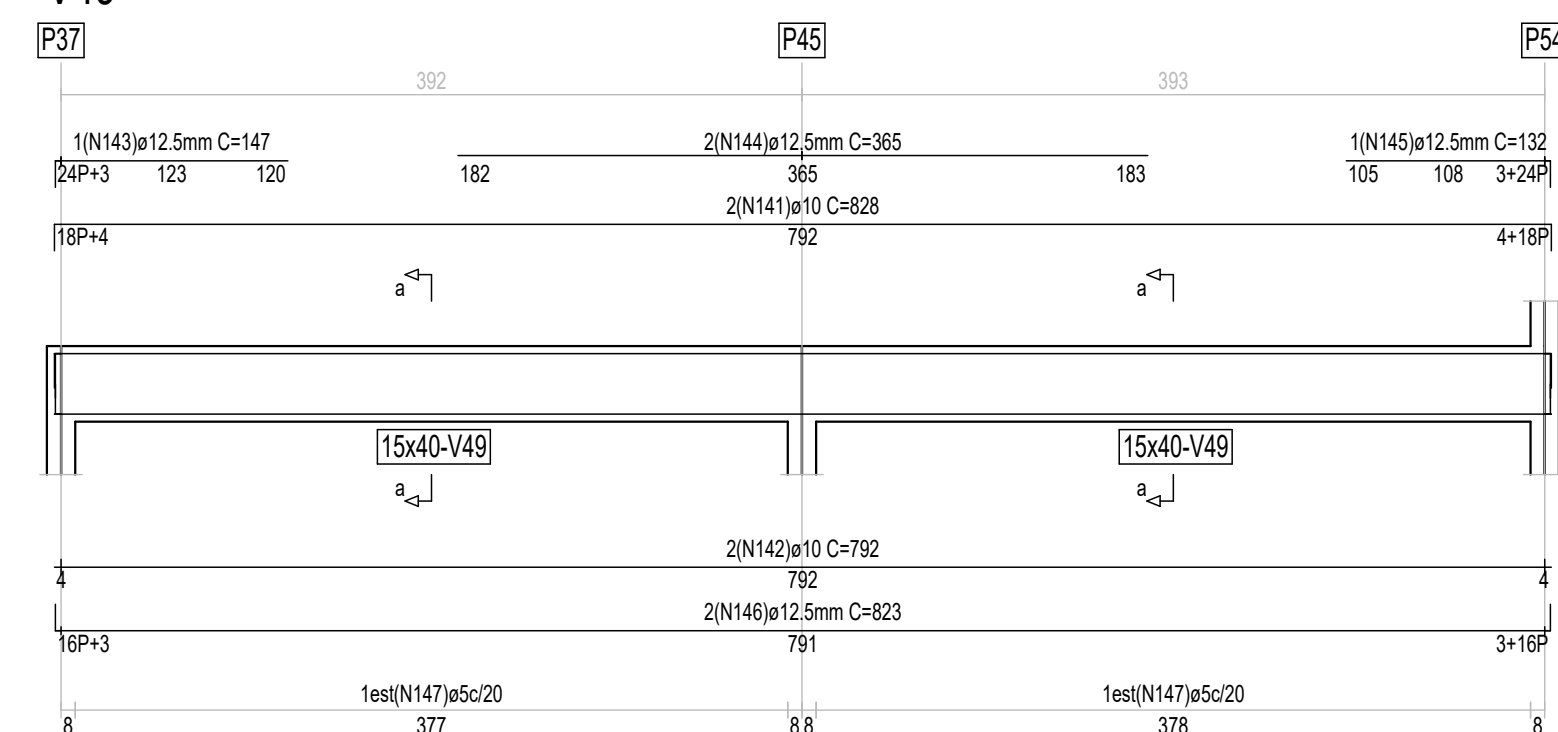 P37 P45 P54
392 393
1(N143)ø12.5mm C=147 2(N144)ø12.5mm C=365 1(N145)ø12.5mm C=132
24P+3 123 120 182 365 183 105 108 3+24P
2(N141)ø10 C=828
18P+4 792 4+18P
a a
15x40-V49 15x40-V49
a a
2(N142)ø10 C=792
4 792 4
2(N146)ø12.5mm C=823
16P+3 791 3+16P
1est(N147)ø5c/20 1est(N147)ø5c/20
8 377 8 8 378 8